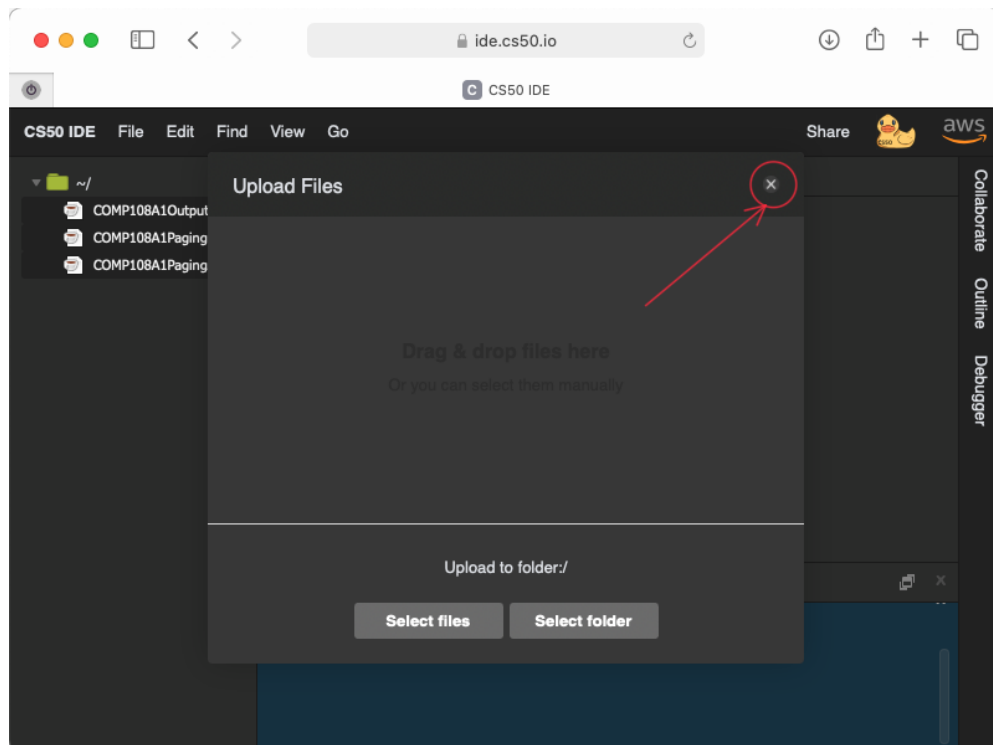 ide.cs50.io
C CS50 IDE
CS50 IDE File Edit Find View Go Share CS50 aws
~/
Upload Files
COMP108A1Output
COMP108A1Paging
COMP108A1Paging
Collaborate
Outline
Debugger
Drag & drop files here
Or you can select them manually
Upload to folder:/
Select files Select folder